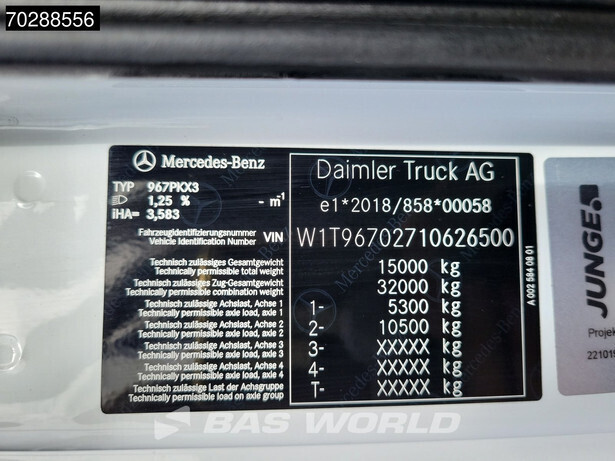 70288556
Mercedes-Benz
Daimler Truck AG
TYP 967PKX3
1,25 % - m⁻¹
iHA= 3,583
e1*2018/858*00058
Fahrzeugidentifizierungsnummer
Vehicle Identification Number VIN W1T96702710626500
Technisch zulässiges Gesamtgewicht
Technically permissible total weight 15000 kg
Technisch zulässiges Zug-Gesamtgewicht
Technically permissible combination weight 32000 kg
Technisch zulässige Achslast, Achse 1
Technically permissible axle load, axle 1 1- 5300 kg
Technisch zulässige Achslast, Achse 2
Technically permissible axle load, axle 2 2- 10500 kg
Technisch zulässige Achslast, Achse 3
Technically permissible axle load, axle 3 3- XXXXX kg
Technisch zulässige Achslast, Achse 4
Technically permissible axle load, axle 4 4- XXXXX kg
Technisch zulässige Last der Achsgruppe
Technically permissible load on axle group T- XXXXX kg
A 002 584 08 01
JUNGE
Projek
221019
BAS WORLD